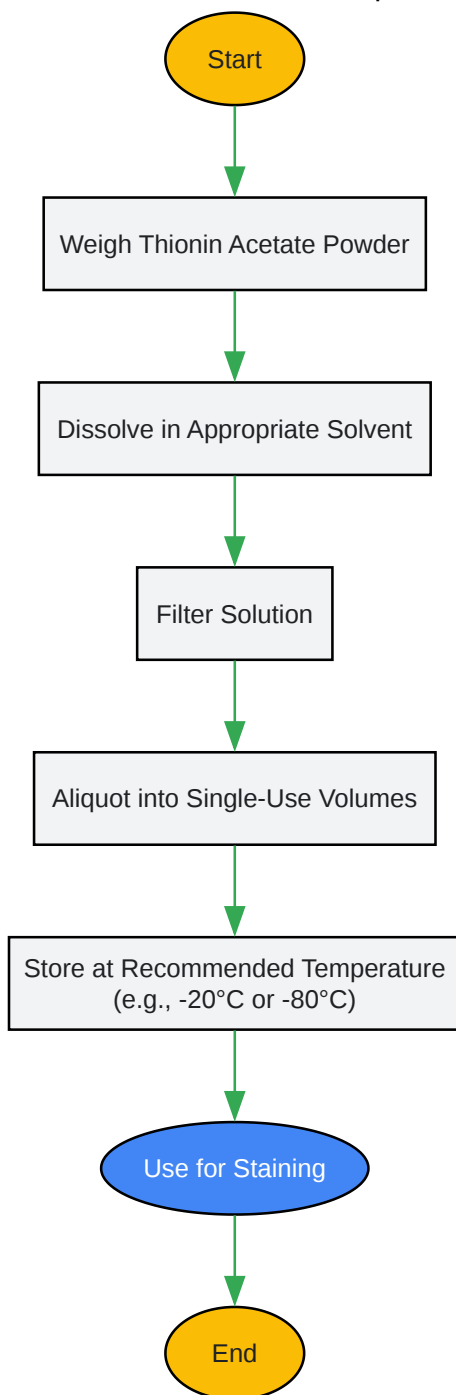 Start
Weigh Thionin Acetate Powder
Dissolve in Appropriate Solvent
Filter Solution
Aliquot into Single-Use Volumes
Store at Recommended Temperature
(e.g., -20°C or -80°C)
Use for Staining
End